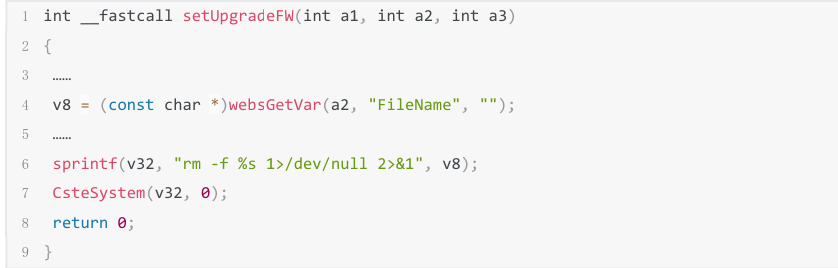 1 int __fastcall setUpgradeFW(int a1, int a2, int a3)
2 {
3 ……
4 v8 = (const char *)websGetVar(a2, "FileName", "");
5 ……
6 sprintf(v32, "rm -f %s 1>/dev/null 2>&1", v8);
7 CsteSystem(v32, 0);
8 return 0;
9 }